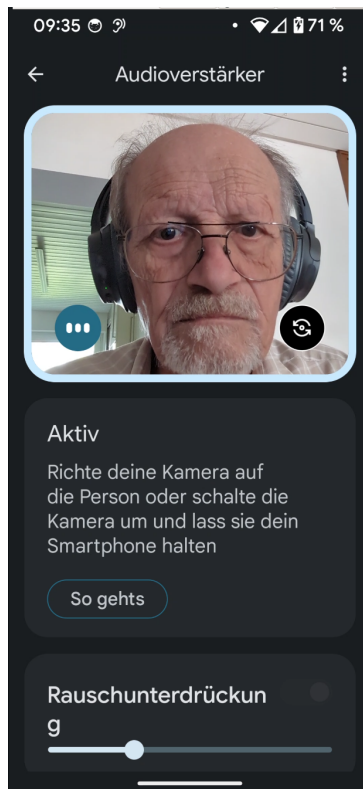 09:35 71 %
Audioverstärker
Aktiv
Richte deine Kamera auf
die Person oder schalte die
Kamera um und lass sie dein
Smartphone halten
So gehts
Rauschunterdrückun
g